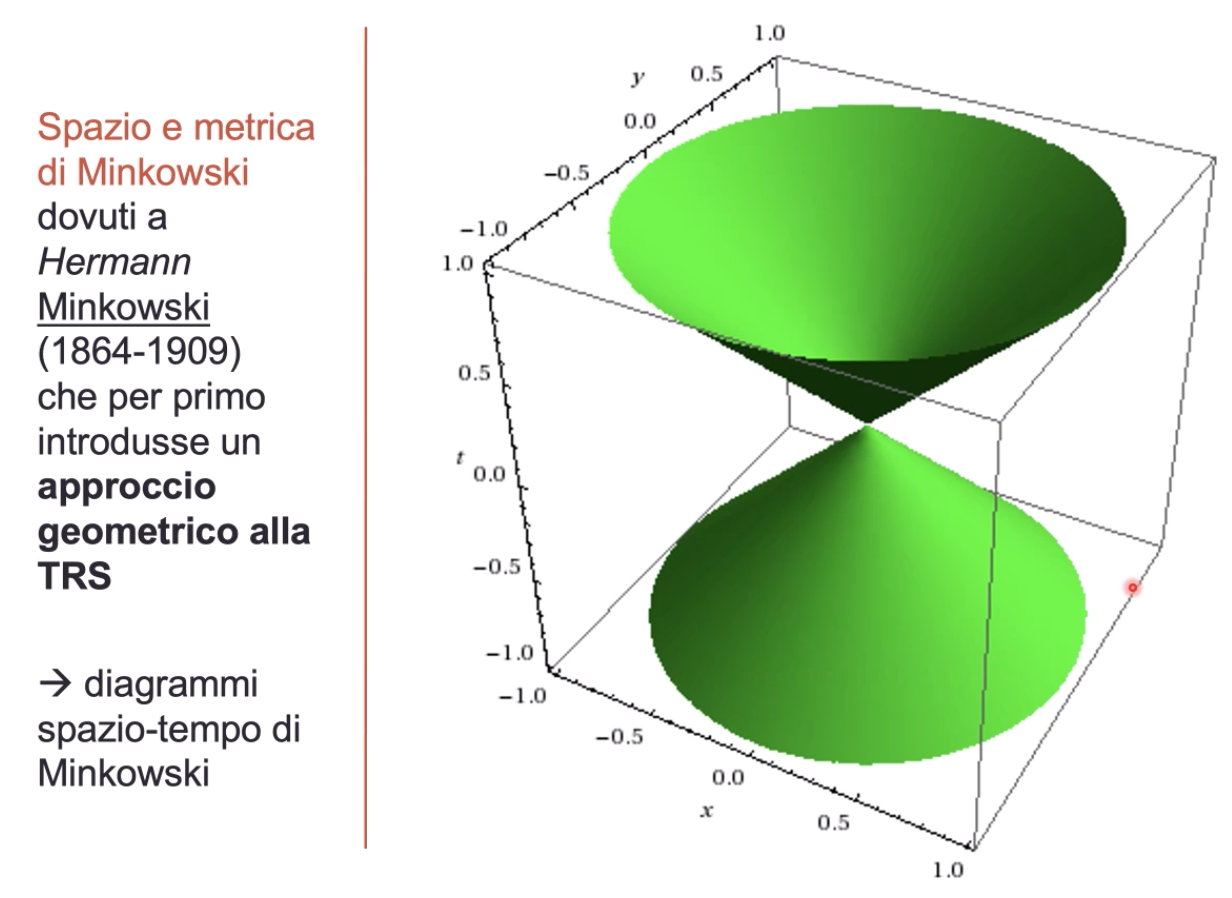 Spazio e metrica
di Minkowski
dovuti a
Hermann
Minkowski
(1864-1909)
che per primo
introdusse un
approccio
geometrico alla
TRS
→ diagrammi
spazio-tempo di
Minkowski
1.0
y
0.5
0.0
−0.5
−1.0
1.0
0.5
t
0.0
−0.5
−1.0
−1.0
−0.5
0.0
x
0.5
1.0